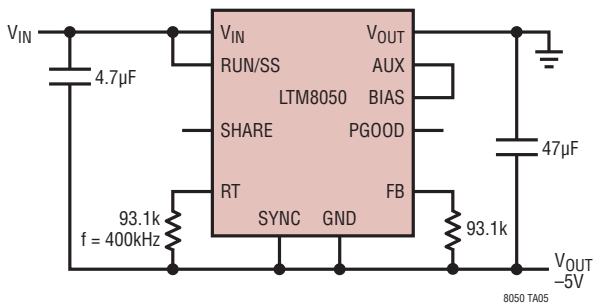 VIN
VIN
VOUT
RUN/SS
AUX
4.7µF
LTM8050
BIAS
SHARE
PGOOD
47µF
RT
FB
93.1k
f = 400kHz
SYNC
GND
93.1k
VOUT
–5V
8050 TA05